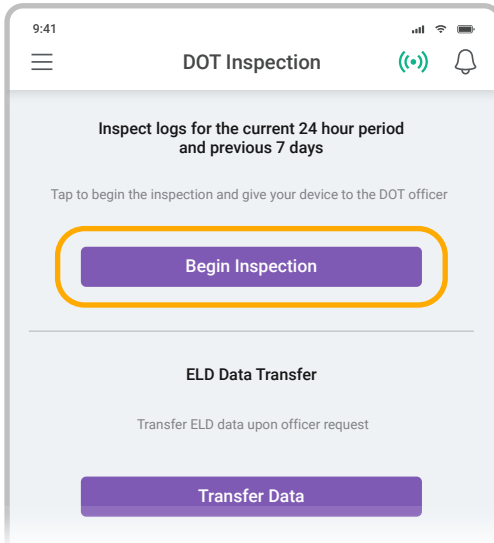 9:41
DOT Inspection
Inspect logs for the current 24 hour period
and previous 7 days
Tap to begin the inspection and give your device to the DOT officer
Begin Inspection
ELD Data Transfer
Transfer ELD data upon officer request
Transfer Data